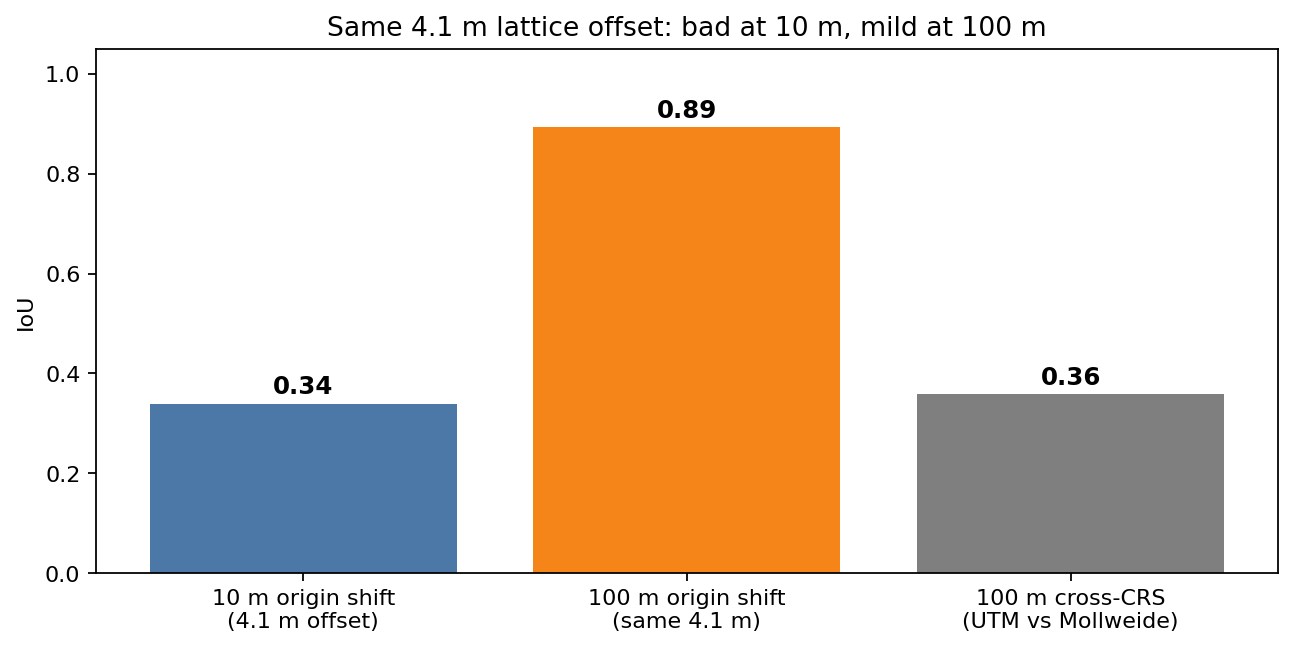 Same 4.1 m lattice offset: bad at 10 m, mild at 100 m
IoU
1.0
0.8
0.6
0.4
0.2
0.0
0.34
0.89
0.36
10 m origin shift
(4.1 m offset)
100 m origin shift
(same 4.1 m)
100 m cross-CRS
(UTM vs Mollweide)